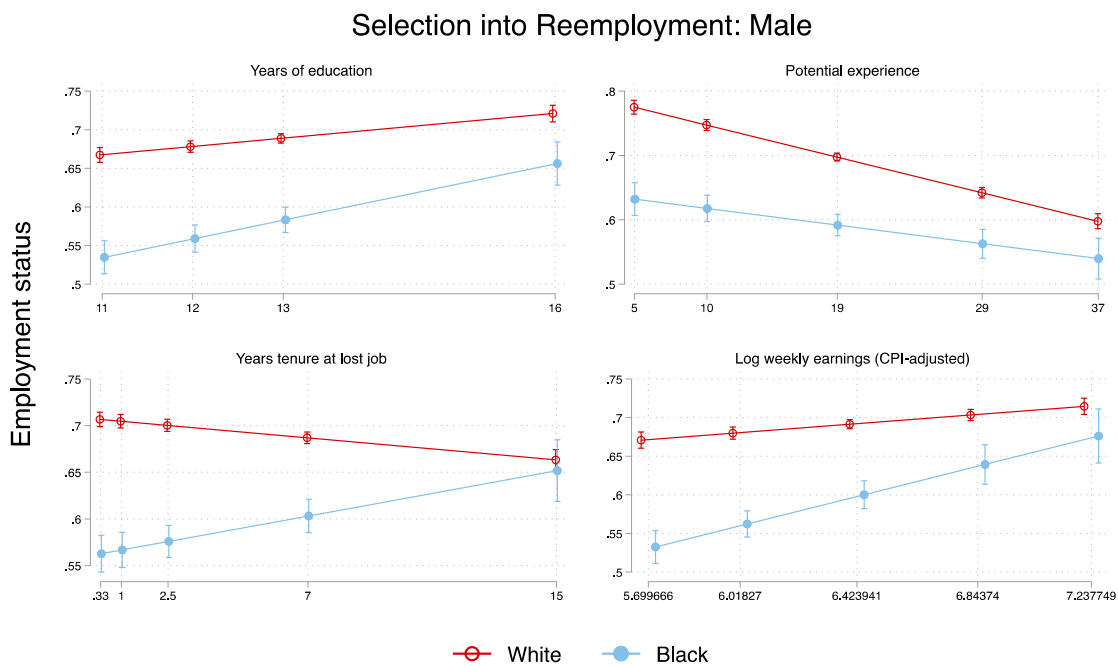 Selection into Reemployment: Male
Employment status
Years of education
.75
.7
.65
.6
.55
.5
11 12 13 16
Potential experience
.8
.7
.6
.5
5 10 19 29 37
Years tenure at lost job
.75
.7
.65
.6
.55
.33 1 2.5 7 15
Log weekly earnings (CPI-adjusted)
.75
.7
.65
.6
.55
.5
5.699666 6.01827 6.423941 6.84374 7.237749
White Black